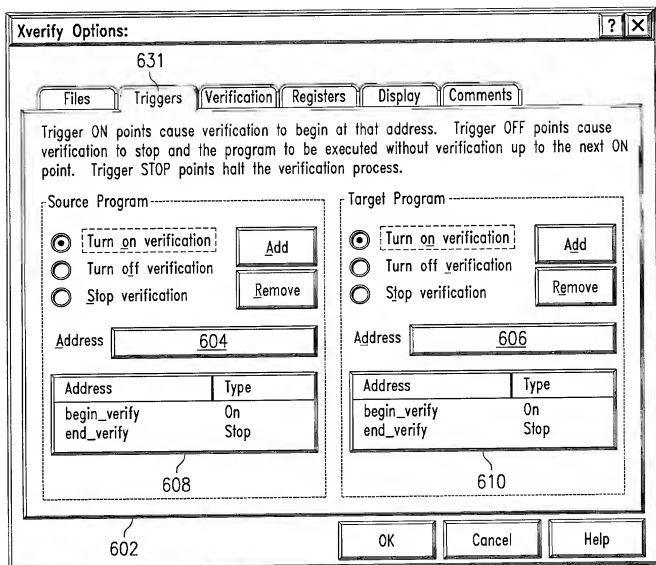 Xverify Options:
? X
631
Files Triggers Verification Registers Display Comments
Trigger ON points cause verification to begin at that address. Trigger OFF points cause
verification to stop and the program to be executed without verification up to the next ON
point. Trigger STOP points halt the verification process.
Source Program
Turn on verification
Turn off verification
Stop verification
Add
Remove
Address 604
Address Type
begin_verify On
end_verify Stop
608
Target Program
Turn on verification
Turn off verification
Stop verification
Add
Remove
Address 606
Address Type
begin_verify On
end_verify Stop
610
602
OK Cancel Help